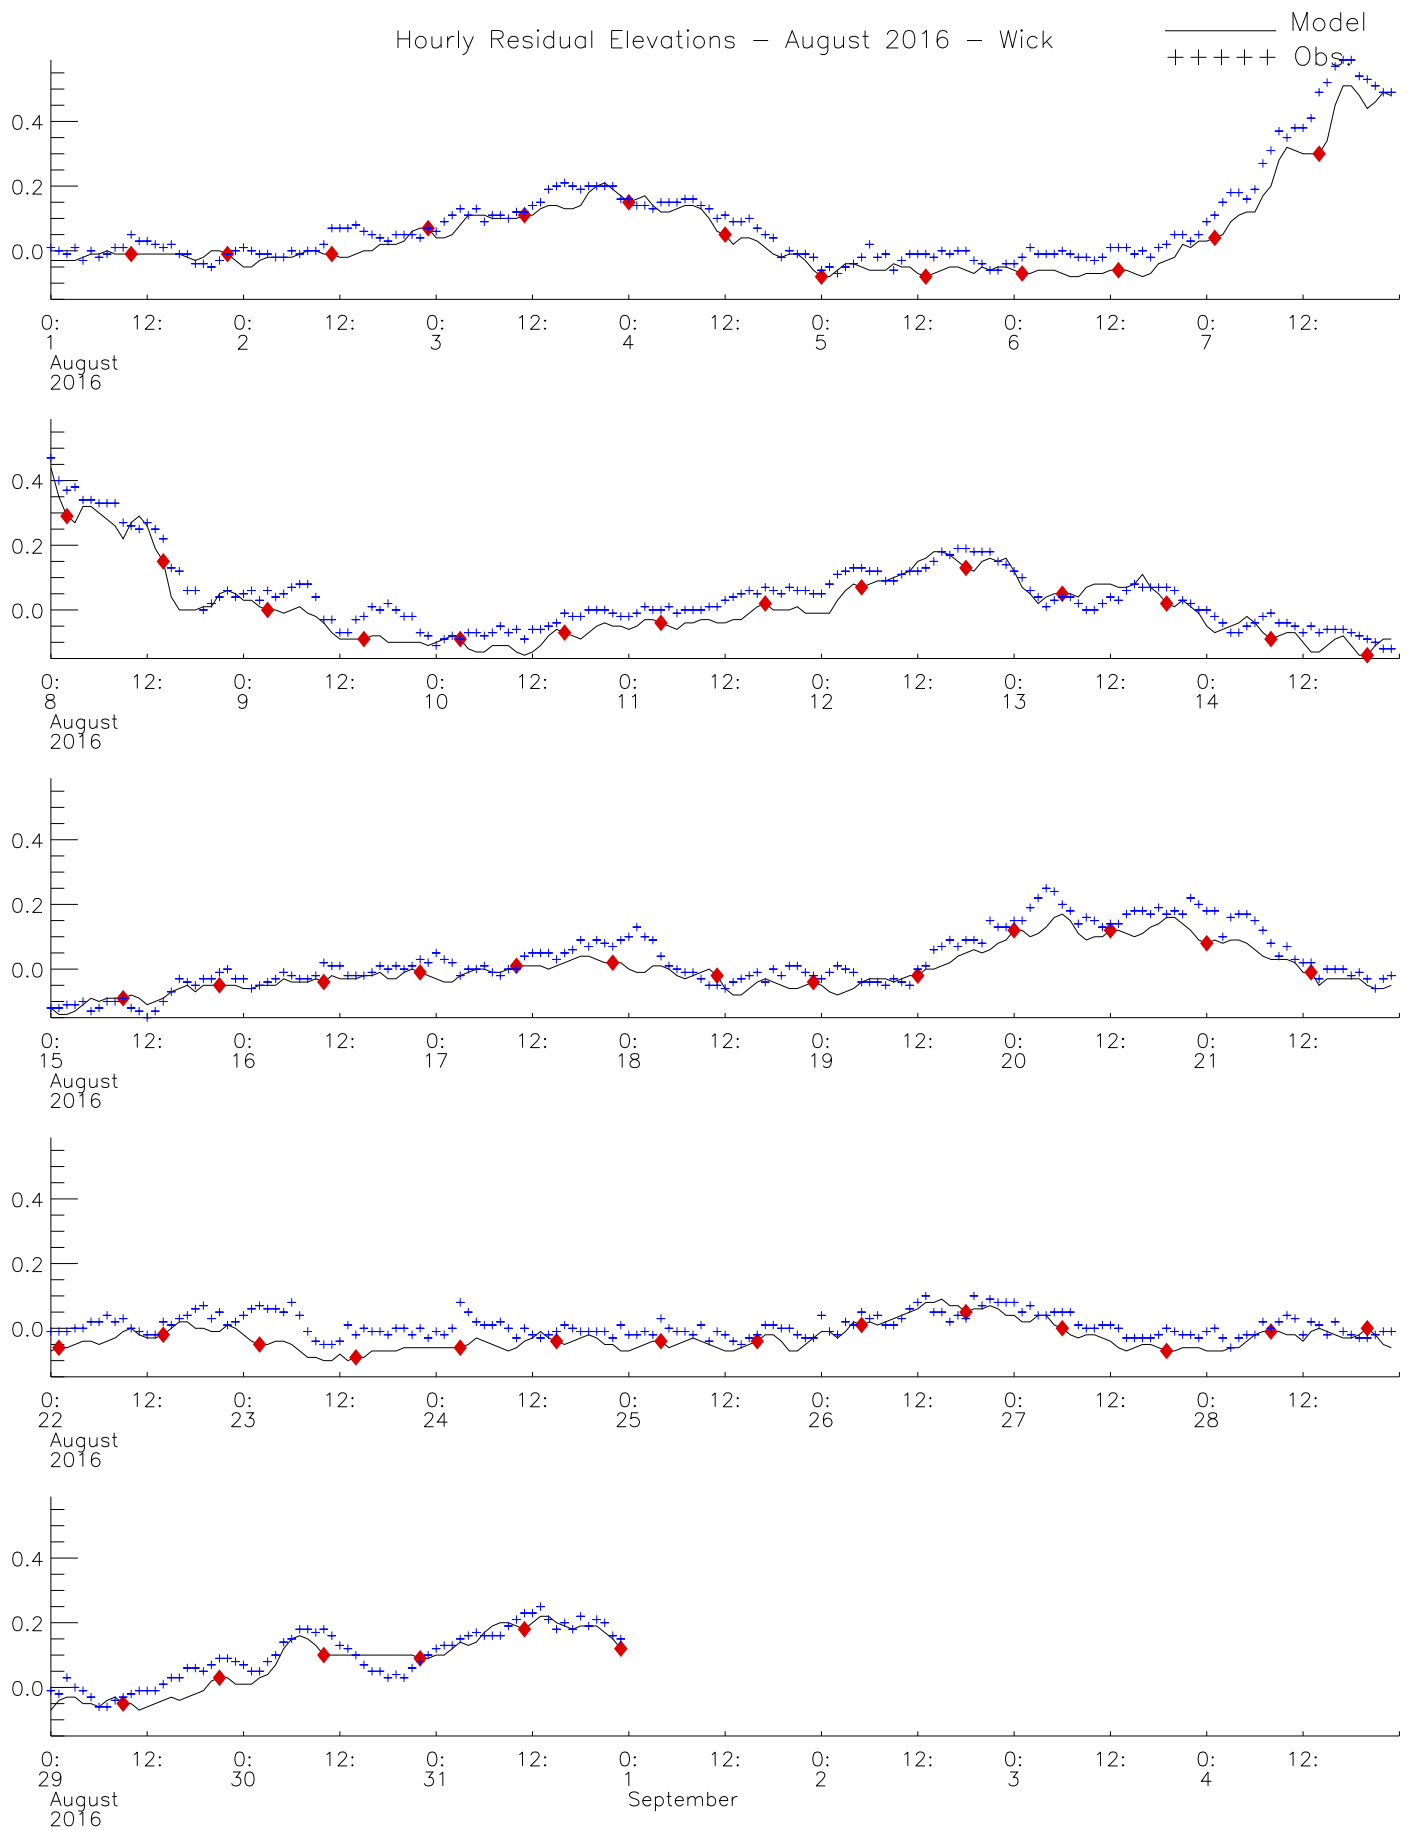 Hourly Residual Elevations – August 2016 – Wick
Model
+ + + + + Obs.
0.4
0.2
0.0
0: 12: 0: 12: 0: 12: 0: 12: 0: 12: 0: 12: 0: 12:
1 2 3 4 5 6 7
August
2016
0.4
0.2
0.0
0: 12: 0: 12: 0: 12: 0: 12: 0: 12: 0: 12: 0: 12:
8 9 10 11 12 13 14
August
2016
0.4
0.2
0.0
0: 12: 0: 12: 0: 12: 0: 12: 0: 12: 0: 12: 0: 12:
15 16 17 18 19 20 21
August
2016
0.4
0.2
0.0
0: 12: 0: 12: 0: 12: 0: 12: 0: 12: 0: 12: 0: 12:
22 23 24 25 26 27 28
August
2016
0.4
0.2
0.0
0: 12: 0: 12: 0: 12: 0: 12: 0: 12: 0: 12: 0: 12:
29 30 31 1 2 3 4
August September
2016